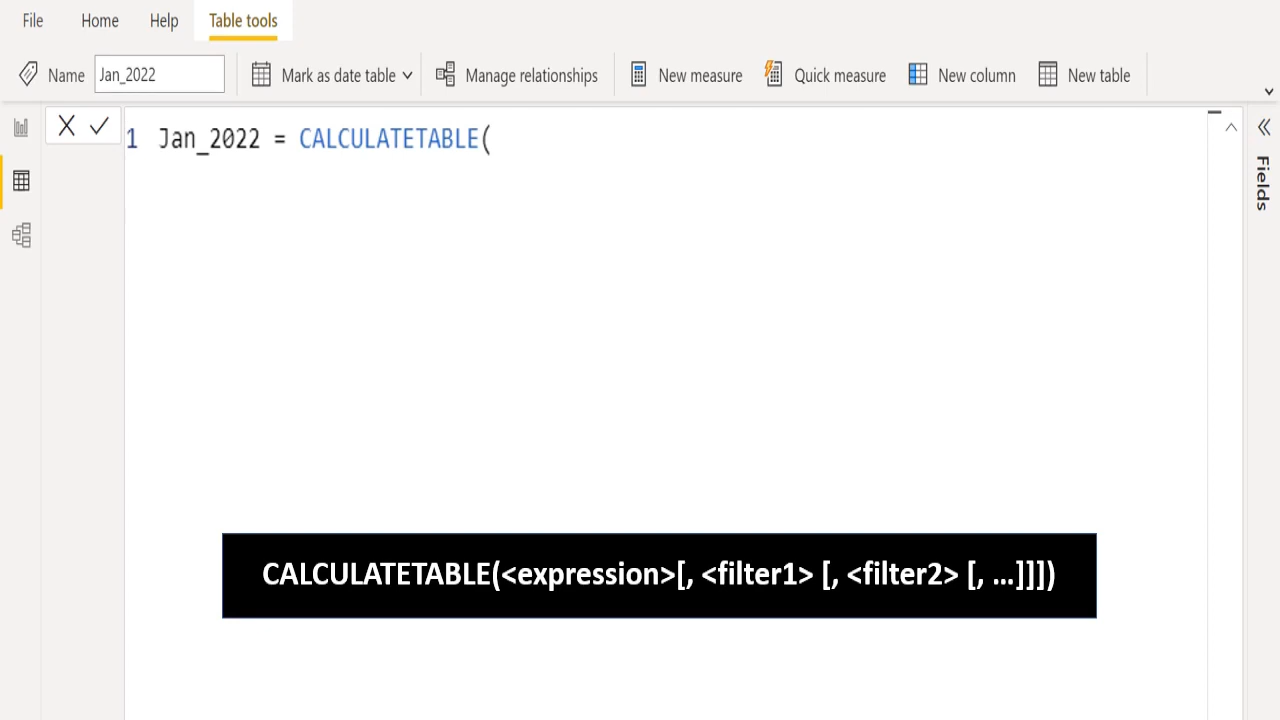 File Home Help Table tools
Name Jan_2022 Mark as date table Manage relationships New measure Quick measure New column New table
1 Jan_2022 = CALCULATETABLE(
Fields
CALCULATETABLE(<expression>[, <filter1> [, <filter2> [, …]]])